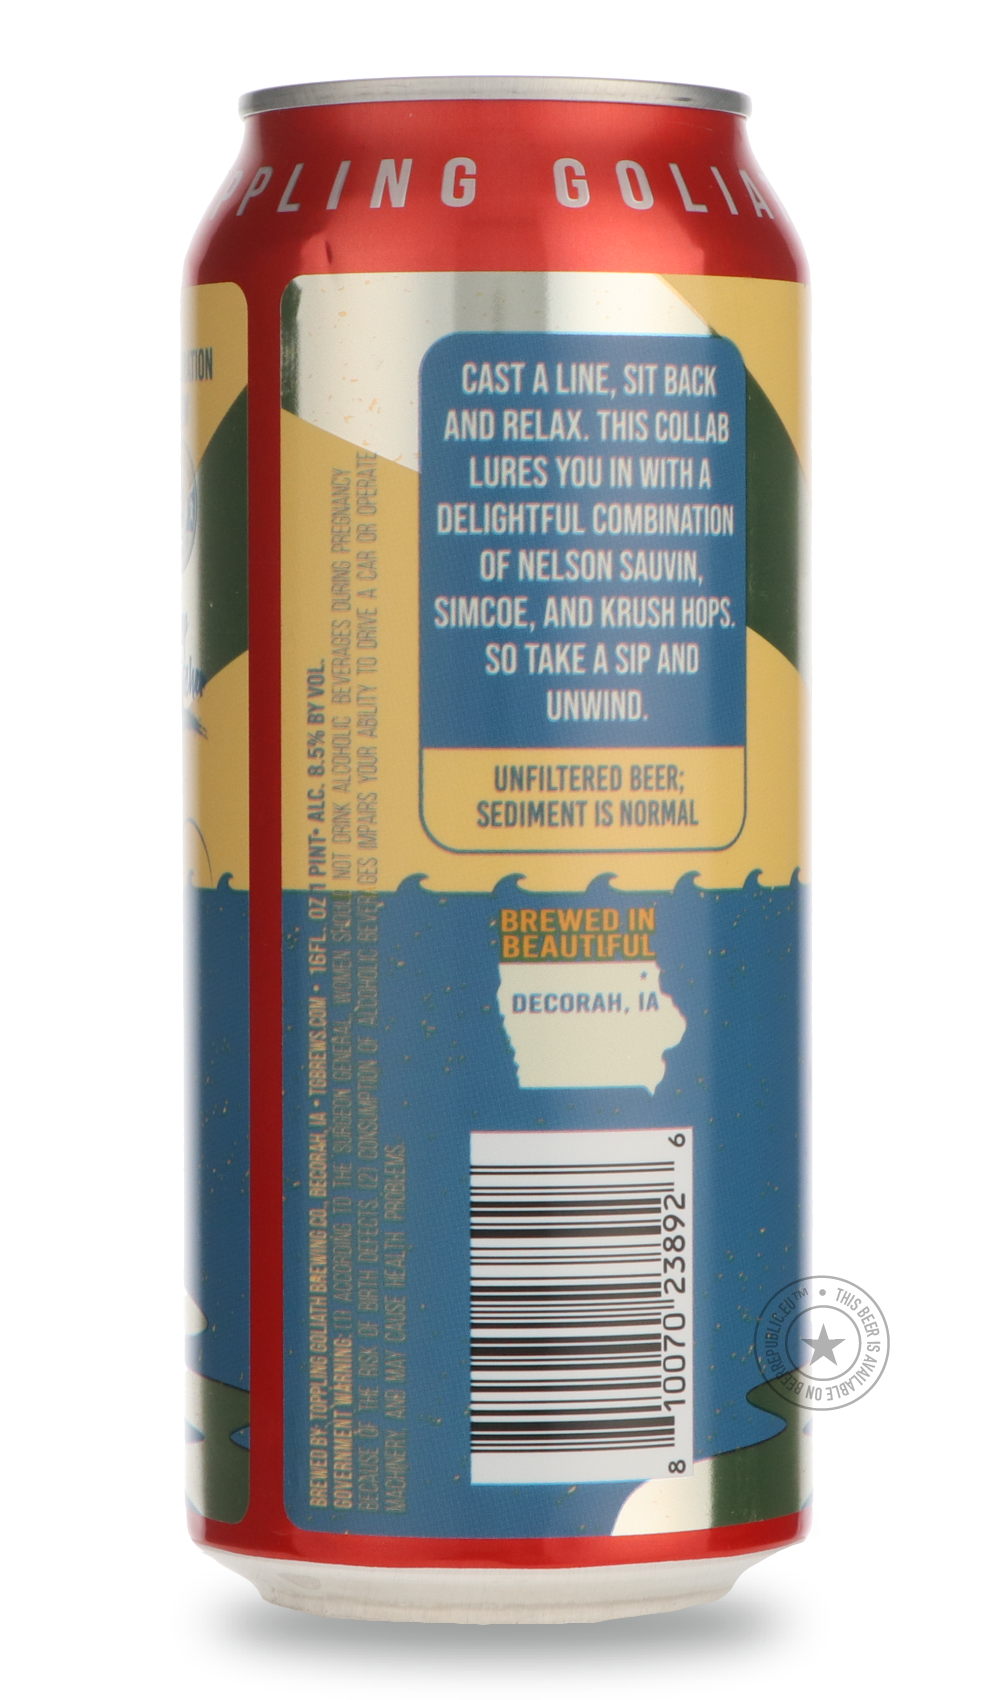 PPLING GOLIA
ATION
CAST A LINE, SIT BACK
AND RELAX. THIS COLLAB
LURES YOU IN WITH A
DELIGHTFUL COMBINATION
OF NELSON SAUVIN,
SIMCOE, AND KRUSH HOPS.
SO TAKE A SIP AND
UNWIND.
UNFILTERED BEER;
SEDIMENT IS NORMAL
BREWED IN
BEAUTIFUL
DECORAH, IA
8 10070 23892 6
BREWED BY: TOPPLING GOLIATH BREWING CO., DECORAH, IA • TGBREWS.COM • 16FL. OZ 1 PINT• ALC. 8.5% BY VOL.
GOVERNMENT WARNING: (1) ACCORDING TO THE SURGEON GENERAL, WOMEN SHOULD NOT DRINK ALCOHOLIC BEVERAGES DURING PREGNANCY
BECAUSE OF THE RISK OF BIRTH DEFECTS. (2) CONSUMPTION OF ALCOHOLIC BEVERAGES IMPAIRS YOUR ABILITY TO DRIVE A CAR OR OPERATE
MACHINERY, AND MAY CAUSE HEALTH PROBLEMS.
THIS BEER IS AVAILABLE ON BEERREPUBLIC.EU™ •